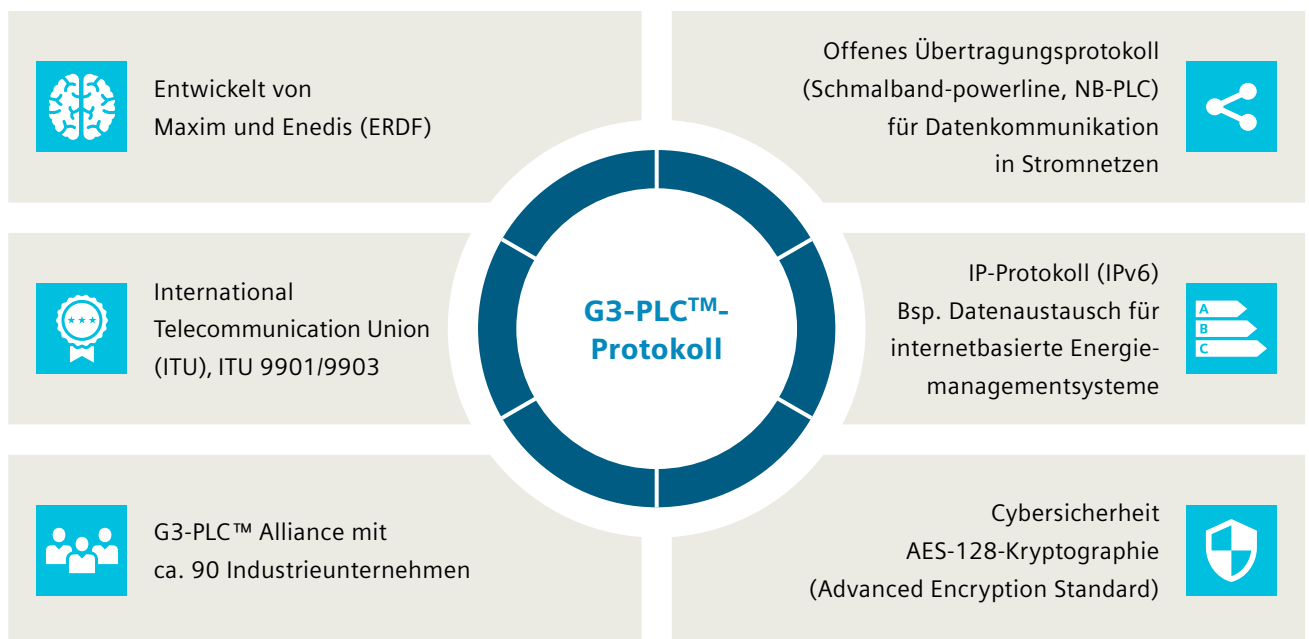 Entwickelt von
Maxim und Enedis (ERDF)
Offenes Übertragungsprotokoll
(Schmalband-powerline, NB-PLC)
für Datenkommunikation
in Stromnetzen
International
Telecommunication Union
(ITU), ITU 9901/9903
G3-PLC™-
Protokoll
IP-Protokoll (IPv6)
Bsp. Datenaustausch für
internetbasierte Energie-
managementsysteme
A
B
C
G3-PLC™ Alliance mit
ca. 90 Industrieunternehmen
Cybersicherheit
AES-128-Kryptographie
(Advanced Encryption Standard)